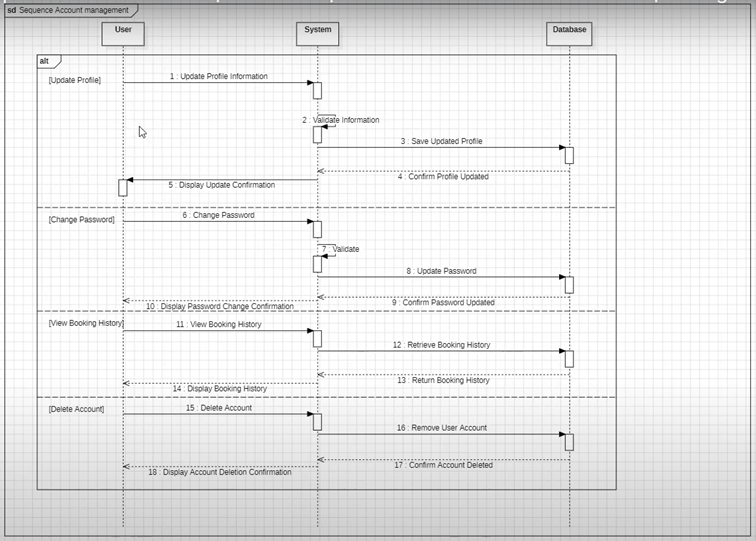 sd Sequence Account management
User
System
Database
alt
[Update Profile]
1 : Update Profile Information
2 : Validate Information
3 : Save Updated Profile
4 : Confirm Profile Updated
5 : Display Update Confirmation
[Change Password]
6 : Change Password
7 : Validate
8 : Update Password
9 : Confirm Password Updated
10 : Display Password Change Confirmation
[View Booking History]
11 : View Booking History
12 : Retrieve Booking History
13 : Return Booking History
14 : Display Booking History
[Delete Account]
15 : Delete Account
16 : Remove User Account
17 : Confirm Account Deleted
18 : Display Account Deletion Confirmation